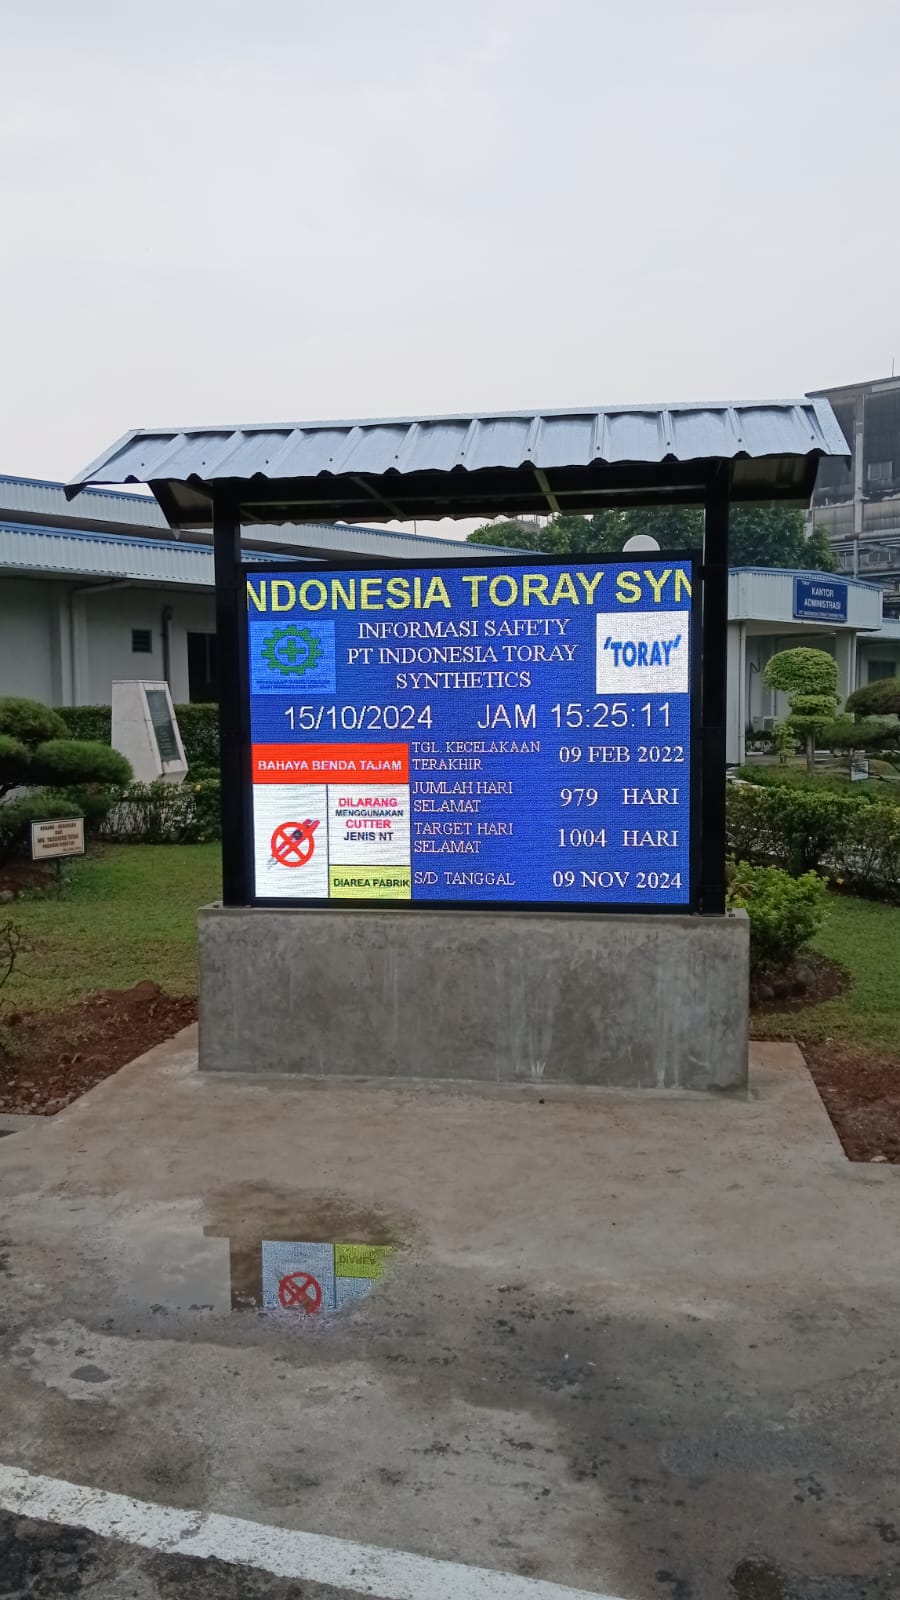 NDONESIA TORAY SYN
INFORMASI SAFETY
PT INDONESIA TORAY
SYNTHETICS
'TORAY'
15/10/2024 JAM 15:25:11
BAHAYA BENDA TAJAM
DILARANG
MENGGUNAKAN
CUTTER
JENIS NT
DIAREA PABRIK
TGL. KECELAKAAN
TERAKHIR
09 FEB 2022
JUMLAH HARI
SELAMAT
979 HARI
TARGET HARI
SELAMAT
1004 HARI
S/D TANGGAL
09 NOV 2024
KANTOR
ADMINISTRASI